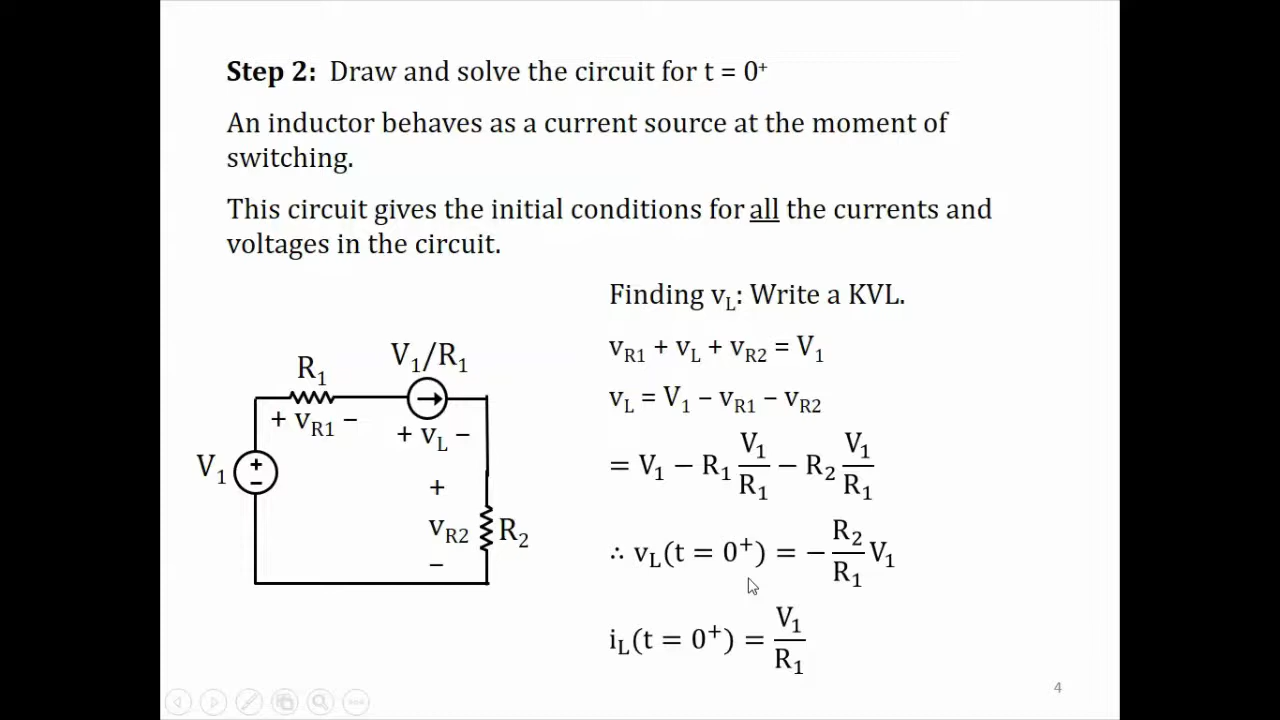 Step 2: Draw and solve the circuit for t = 0⁺
An inductor behaves as a current source at the moment of
switching.
This circuit gives the initial conditions for all the currents and
voltages in the circuit.
Finding v_L: Write a KVL.
v_R1 + v_L + v_R2 = V₁
v_L = V₁ – v_R1 – v_R2
= V₁ − R₁ V₁/R₁ − R₂ V₁/R₁
∴ v_L(t = 0⁺) = − R₂/R₁ V₁
i_L(t = 0⁺) = V₁/R₁
R₁
V₁/R₁
+ v_R1 –
+ v_L –
V₁
+
–
+
v_R2
–
R₂
4